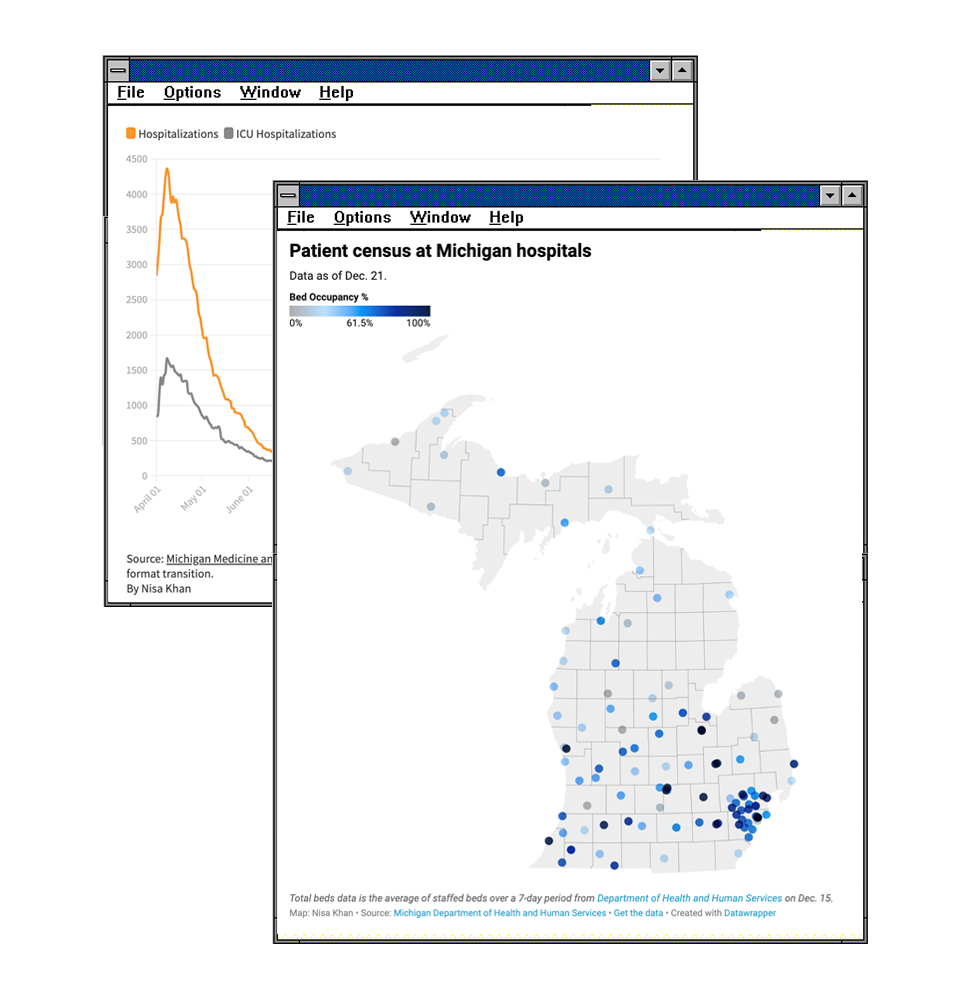 File Options Window Help
Hospitalizations ICU Hospitalizations
4500
4000
3500
3000
2500
2000
1500
1000
500
0
April 01 May 01 June 01
Source: Michigan Medicine an
format transition.
By Nisa Khan
File Options Window Help
Patient census at Michigan hospitals
Data as of Dec. 21.
Bed Occupancy %
0% 61.5% 100%
Total beds data is the average of staffed beds over a 7-day period from Department of Health and Human Services on Dec. 15.
Map: Nisa Khan • Source: Michigan Department of Health and Human Services • Get the data • Created with Datawrapper